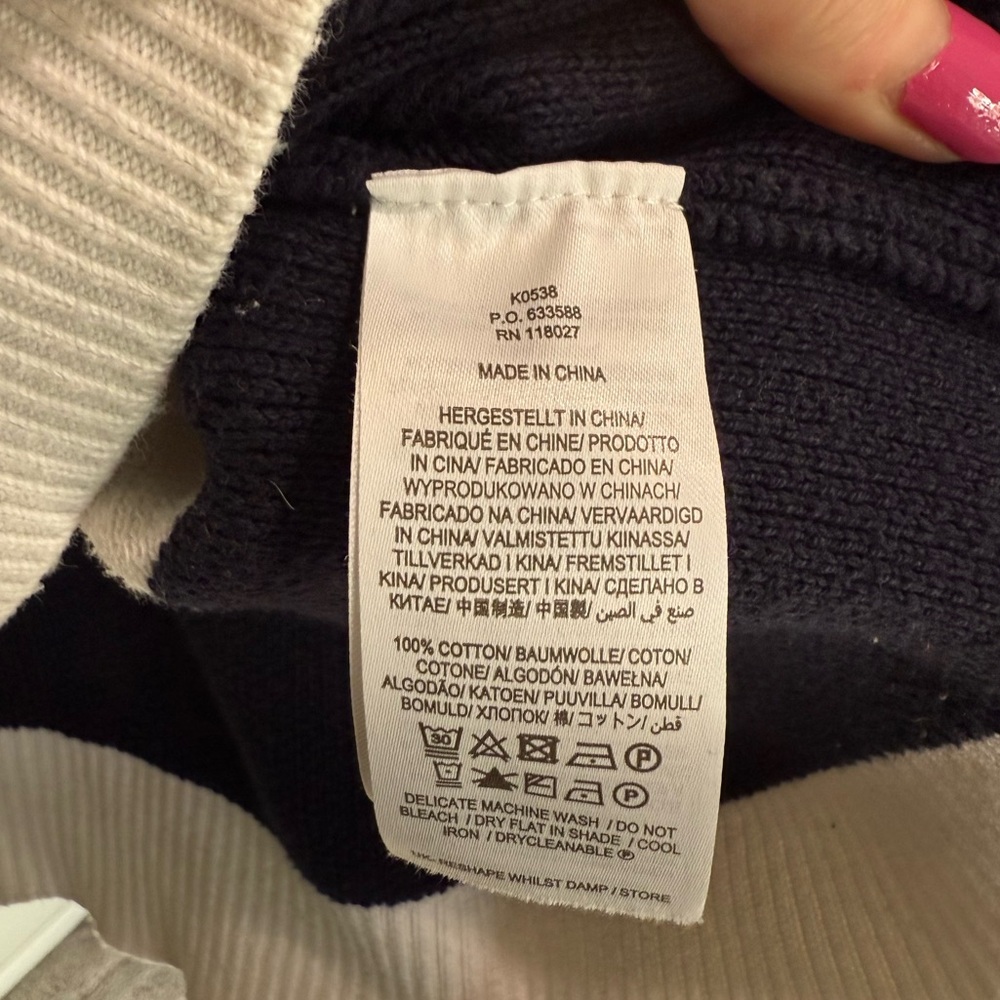 K0538
P.O. 633588
RN 118027
MADE IN CHINA
HERGESTELLT IN CHINA/
FABRIQUÉ EN CHINE/ PRODOTTO
IN CINA/ FABRICADO EN CHINA/
WYPRODUKOWANO W CHINACH/
FABRICADO NA CHINA/ VERVAARDIGD
IN CHINA/ VALMISTETTU KIINASSA/
TILLVERKAD I KINA/ FREMSTILLET I
KINA/ PRODUSERT I KINA/ СДЕЛАНО В
КИТАЕ/ 中国制造/ 中国製/ صنع في الصين
100% COTTON/ BAUMWOLLE/ COTON/
COTONE/ ALGODÓN/ BAWEŁNA/
ALGODÃO/ KATOEN/ PUUVILLA/ BOMULL/
BOMULD/ ХЛОПОК/ 棉/ コットン/ قطن
30 P
P
DELICATE MACHINE WASH / DO NOT
BLEACH / DRY FLAT IN SHADE / COOL
IRON / DRYCLEANABLE Ⓟ
UK- RESHAPE WHILST DAMP / STORE